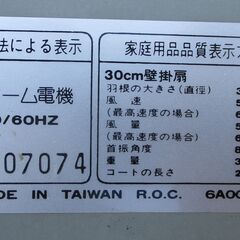 法による表示
ーム電機
0/60HZ
07074
家庭用品品質表示
30cm壁掛扇
羽根の大きさ(直径)
風速
(最高速度の場合)
風量
(最高速度の場合)
首振角度
重量
コートの長さ
DE IN TAIWAN R.O.C. 6A00